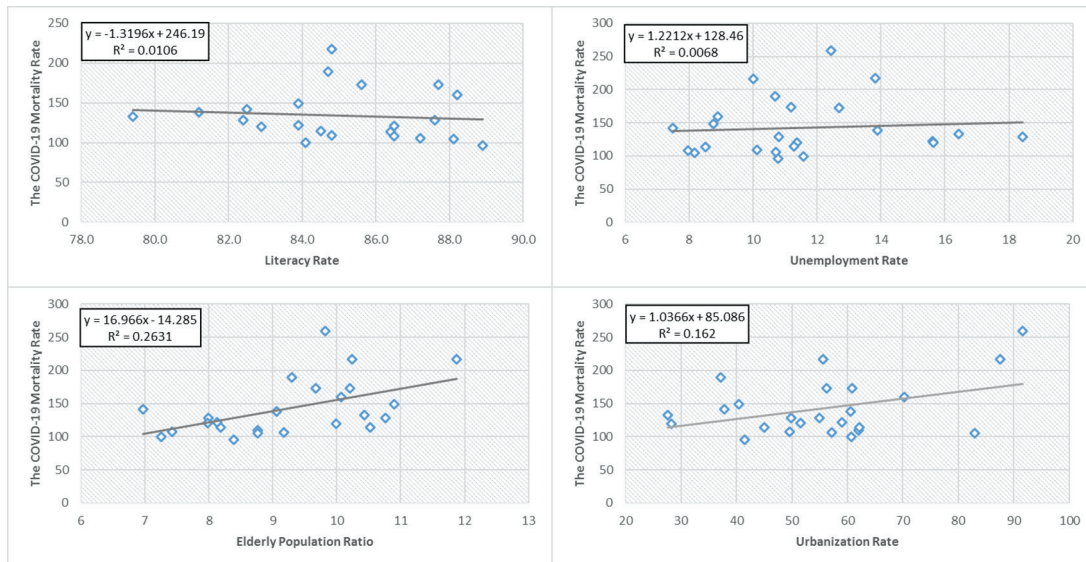 y = -1.3196x + 246.19
R² = 0.0106
The COVID-19 Mortality Rate
250
200
150
100
50
0
78.0 80.0 82.0 84.0 86.0 88.0 90.0
Literacy Rate
y = 1.2212x + 128.46
R² = 0.0068
The COVID-19 Mortality Rate
300
250
200
150
100
50
0
6 8 10 12 14 16 18 20
Unemployment Rate
y = 16.966x - 14.285
R² = 0.2631
The COVID-19 Mortality Rate
300
250
200
150
100
50
0
6 7 8 9 10 11 12 13
Elderly Population Ratio
y = 1.0366x + 85.086
R² = 0.162
The COVID-19 Mortality Rate
300
250
200
150
100
50
0
20 30 40 50 60 70 80 90 100
Urbanization Rate